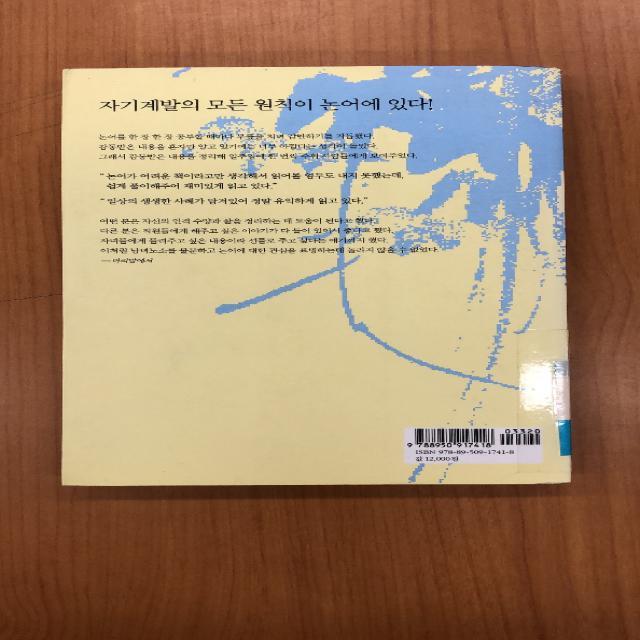 자기계발의 모든 원칙이 논어에 있다!
논어를 한 장 한 장 공부할 때마다 무릎을 치며 감탄하기를 거듭했다.
감동받은 내용을 혼자만 알고 있기에는 너무 아깝다는 생각이 들었다.
그래서 감동받은 내용을 정리해 일주일에 한 번씩 주위 사람들에게 보내주었다.
“논어가 어려운 책이라고만 생각해서 읽어볼 엄두도 내지 못했는데,
쉽게 풀이해주어 재미있게 읽고 있다.”
“일상의 생생한 사례가 담겨있어 정말 유익하게 읽고 있다.”
어떤 분은 자신의 인격 수양과 삶을 정리하는 데 도움이 된다고 했다.
다른 분은 직원들에게 해주고 싶은 이야기가 다 들어 있어서 좋다고 했다.
자녀들에게 들려주고 싶은 내용이라 선물로 주고 싶다는 얘기까지 했다.
이처럼 남녀노소를 불문하고 논어에 대한 관심을 표명하는데 놀라지 않을 수 없었다.
— 머리말에서
03320
9 788950 917418
ISBN 978-89-509-1741-8
값 12,000원